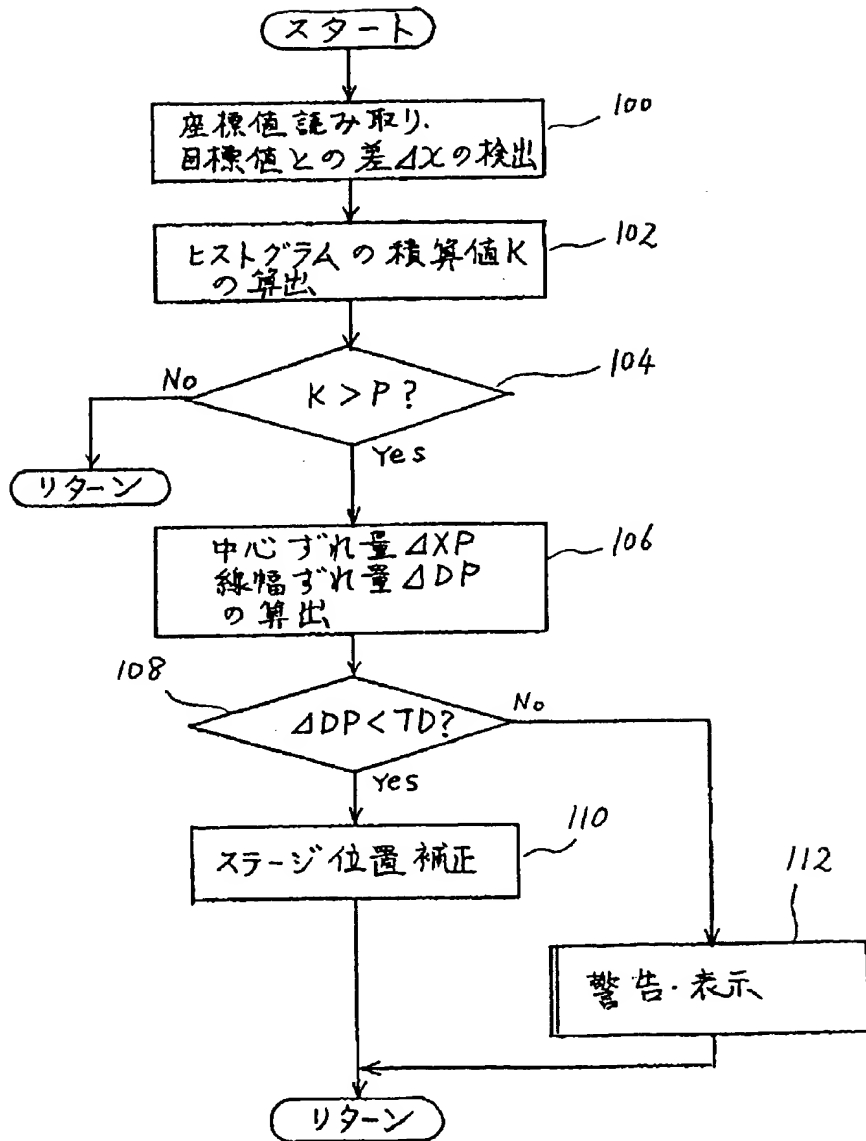 スタート
座標値読み取り.
目標値との差ΔXの検出
100
ヒストグラムの積算値K
の算出
102
K>P?
104
No
Yes
リターン
中心ずれ量ΔXP
線幅ずれ量ΔDP
の算出
106
108
ΔDP<TD?
No
Yes
ステージ位置補正
110
112
警告・表示
リターン